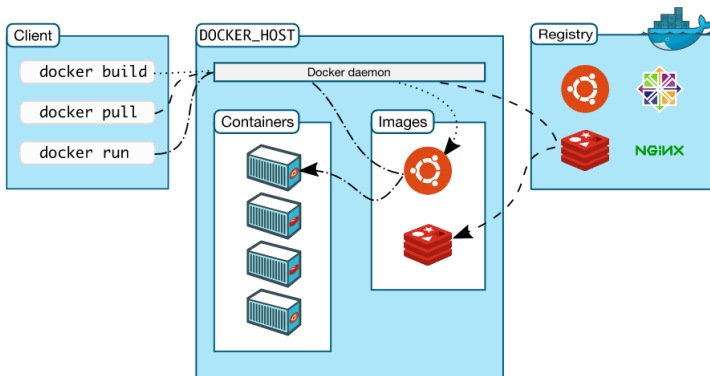 Client
docker build
docker pull
docker run
DOCKER_HOST
Docker daemon
Containers
Images
Registry
NGINX